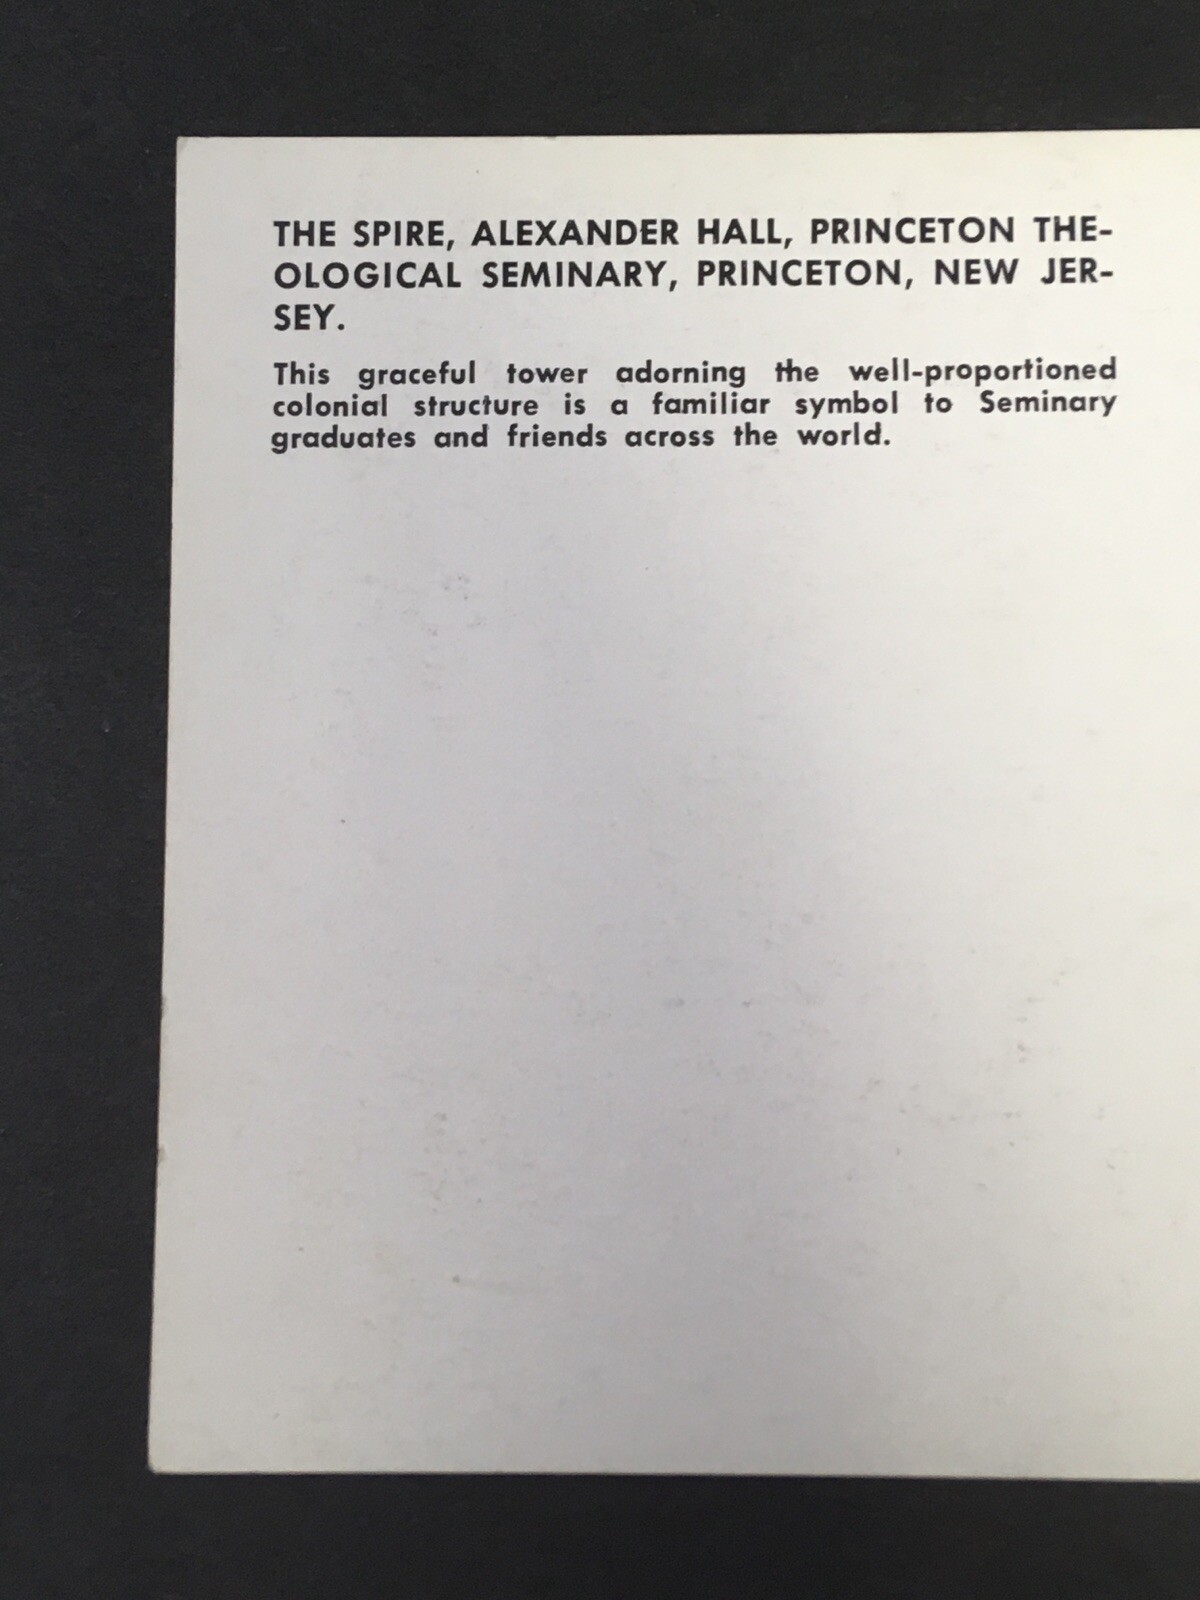 THE SPIRE, ALEXANDER HALL, PRINCETON THE-
OLOGICAL SEMINARY, PRINCETON, NEW JER-
SEY.
This graceful tower adorning the well-proportioned
colonial structure is a familiar symbol to Seminary
graduates and friends across the world.